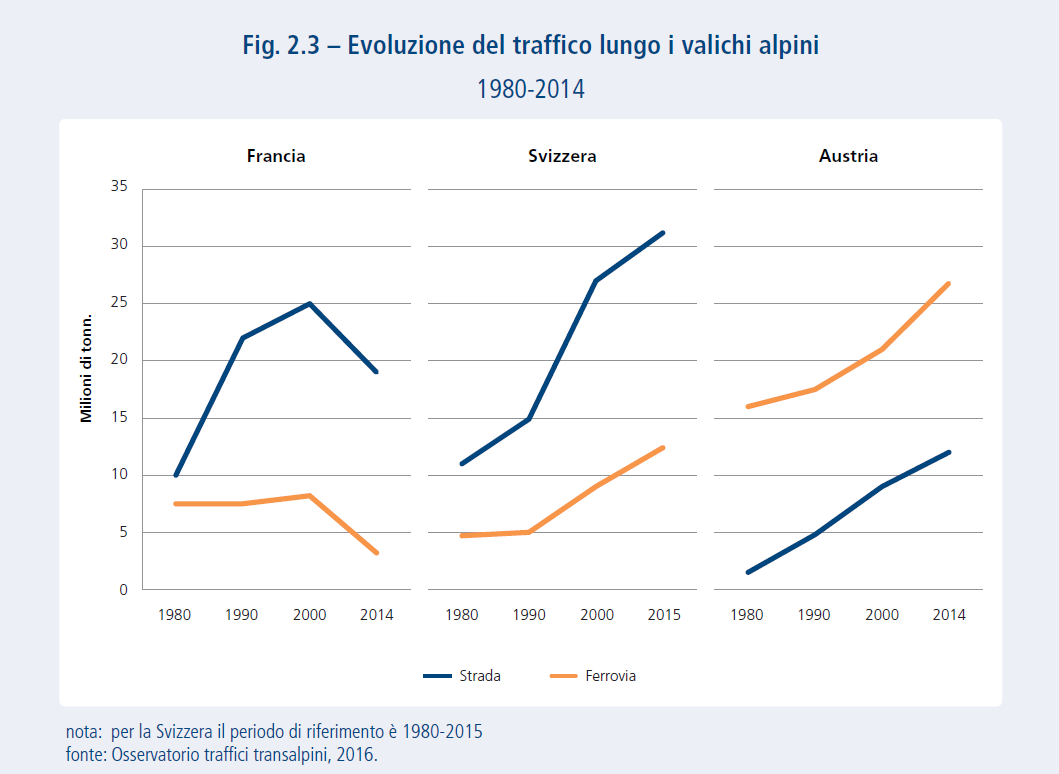 Fig. 2.3 – Evoluzione del traffico lungo i valichi alpini
1980-2014
Francia
Svizzera
Austria
Milioni di tonn.
35
30
25
20
15
10
5
0
1980 1990 2000 2014
1980 1990 2000 2015
1980 1990 2000 2014
Strada
Ferrovia
nota: per la Svizzera il periodo di riferimento è 1980-2015
fonte: Osservatorio traffici transalpini, 2016.